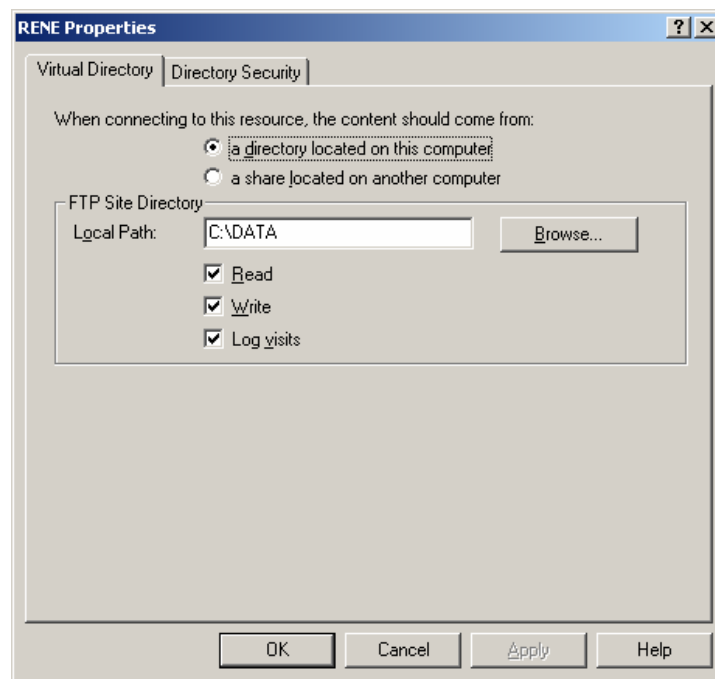 RENE Properties
Virtual Directory Directory Security
When connecting to this resource, the content should come from:
a directory located on this computer
a share located on another computer
FTP Site Directory
Local Path: C:\DATA Browse...
Read
Write
Log visits
OK Cancel Apply Help